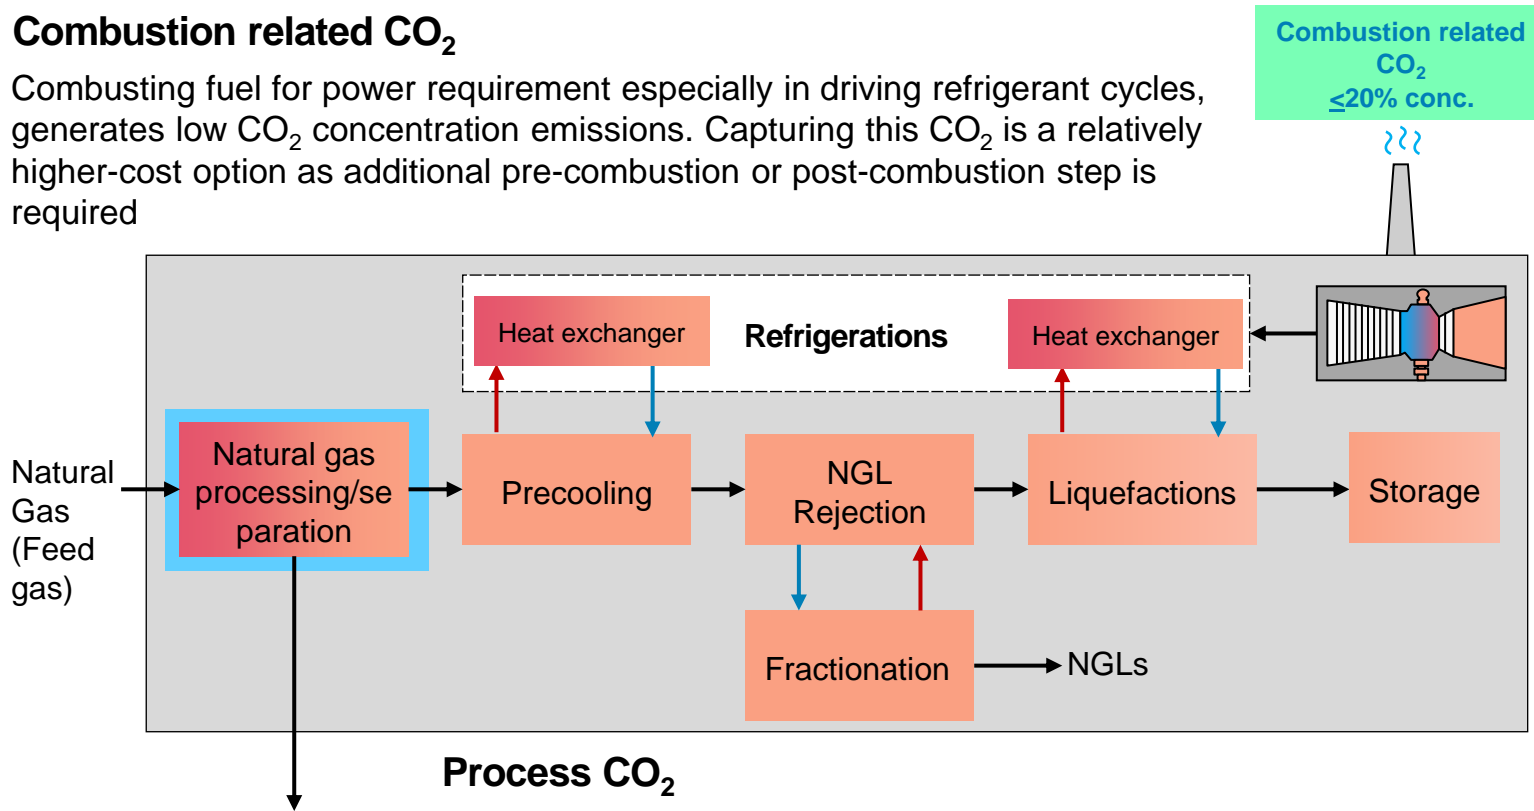 Combustion related CO₂
Combusting fuel for power requirement especially in driving refrigerant cycles,
generates low CO₂ concentration emissions. Capturing this CO₂ is a relatively
higher-cost option as additional pre-combustion or post-combustion step is
required
Combustion related
CO₂
≤20% conc.
Heat exchanger
Refrigerations
Heat exchanger
Natural
Gas
(Feed
gas)
Natural gas
processing/se
paration
Precooling
NGL
Rejection
Liquefactions
Storage
Fractionation
NGLs
Process CO₂